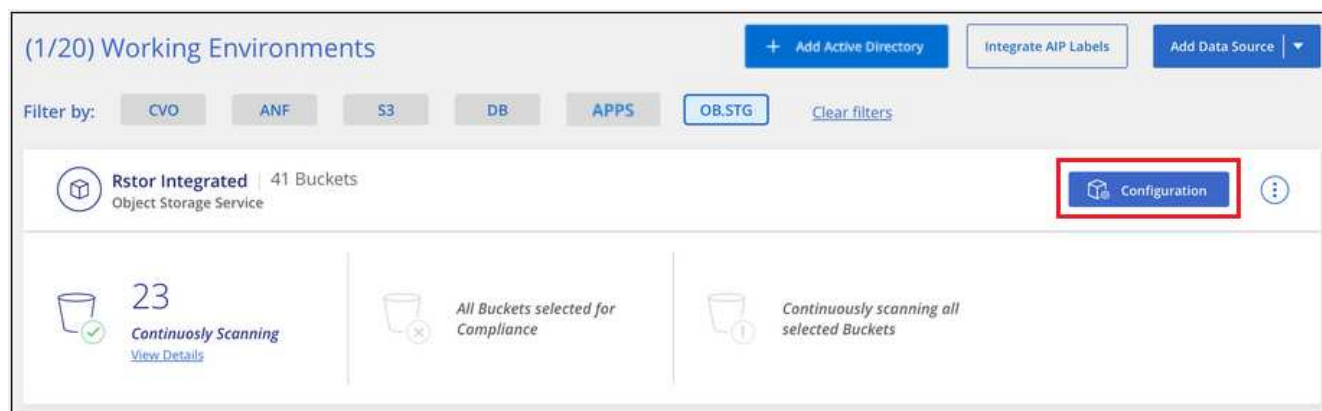 (1/20) Working Environments
+ Add Active Directory
Integrate AIP Labels
Add Data Source
Filter by:
CVO
ANF
S3
DB
APPS
OB.STG
Clear filters
Rstor Integrated | 41 Buckets
Object Storage Service
Configuration
23
Continuosly Scanning
View Details
All Buckets selected for
Compliance
Continuously scanning all
selected Buckets